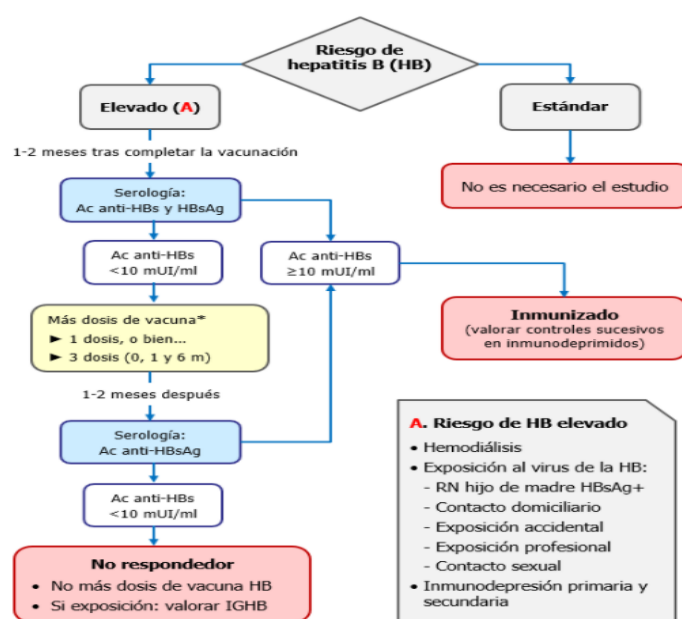 Riesgo de
hepatitis B (HB)
Elevado (A)
Estándar
1-2 meses tras completar la vacunación
No es necesario el estudio
Serología:
Ac anti-HBs y HBsAg
Ac anti-HBs
<10 mUI/ml
Ac anti-HBs
≥10 mUI/ml
Más dosis de vacuna*
► 1 dosis, o bien...
► 3 dosis (0, 1 y 6 m)
Inmunizado
(valorar controles sucesivos
en inmunodeprimidos)
1-2 meses después
Serología:
Ac anti-HBsAg
Ac anti-HBs
<10 mUI/ml
No respondedor
• No más dosis de vacuna HB
• Si exposición: valorar IGHB
A. Riesgo de HB elevado
• Hemodiálisis
• Exposición al virus de la HB:
- RN hijo de madre HBsAg+
- Contacto domiciliario
- Exposición accidental
- Exposición profesional
- Contacto sexual
• Inmunodepresión primaria y
secundaria